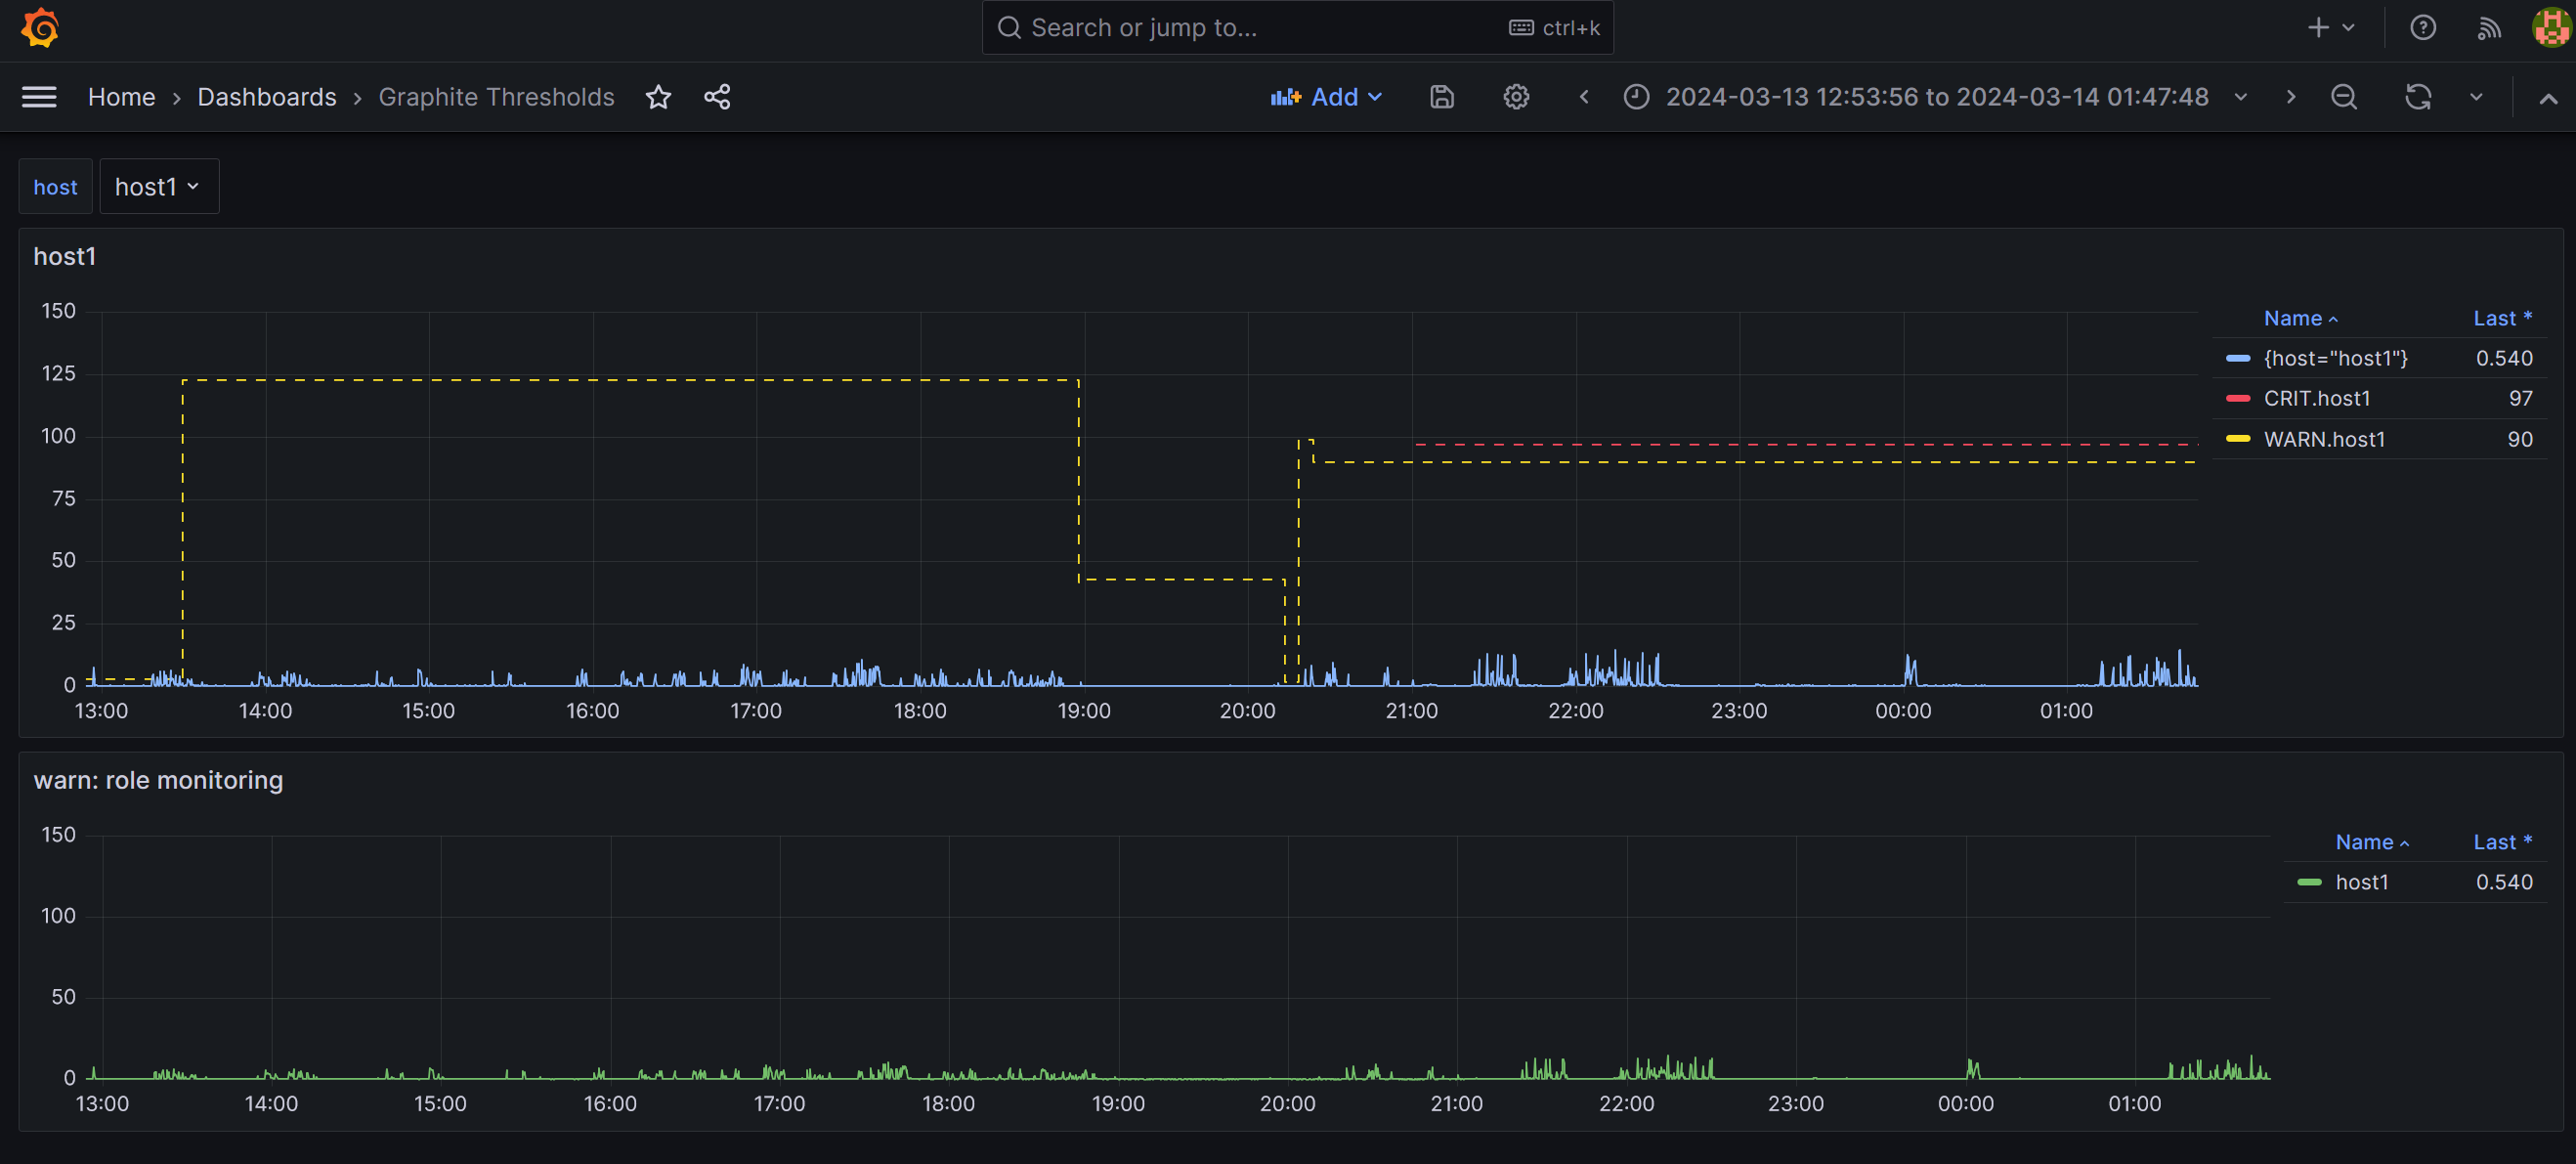 Search or jump to... ctrl+k
Home › Dashboards › Graphite Thresholds Add 2024-03-13 12:53:56 to 2024-03-14 01:47:48
host host1
host1
150
125
100
75
50
25
0
13:00 14:00 15:00 16:00 17:00 18:00 19:00 20:00 21:00 22:00 23:00 00:00 01:00
Name Last *
{host="host1"} 0.540
CRIT.host1 97
WARN.host1 90
warn: role monitoring
150
100
50
0
13:00 14:00 15:00 16:00 17:00 18:00 19:00 20:00 21:00 22:00 23:00 00:00 01:00
Name Last *
host1 0.540